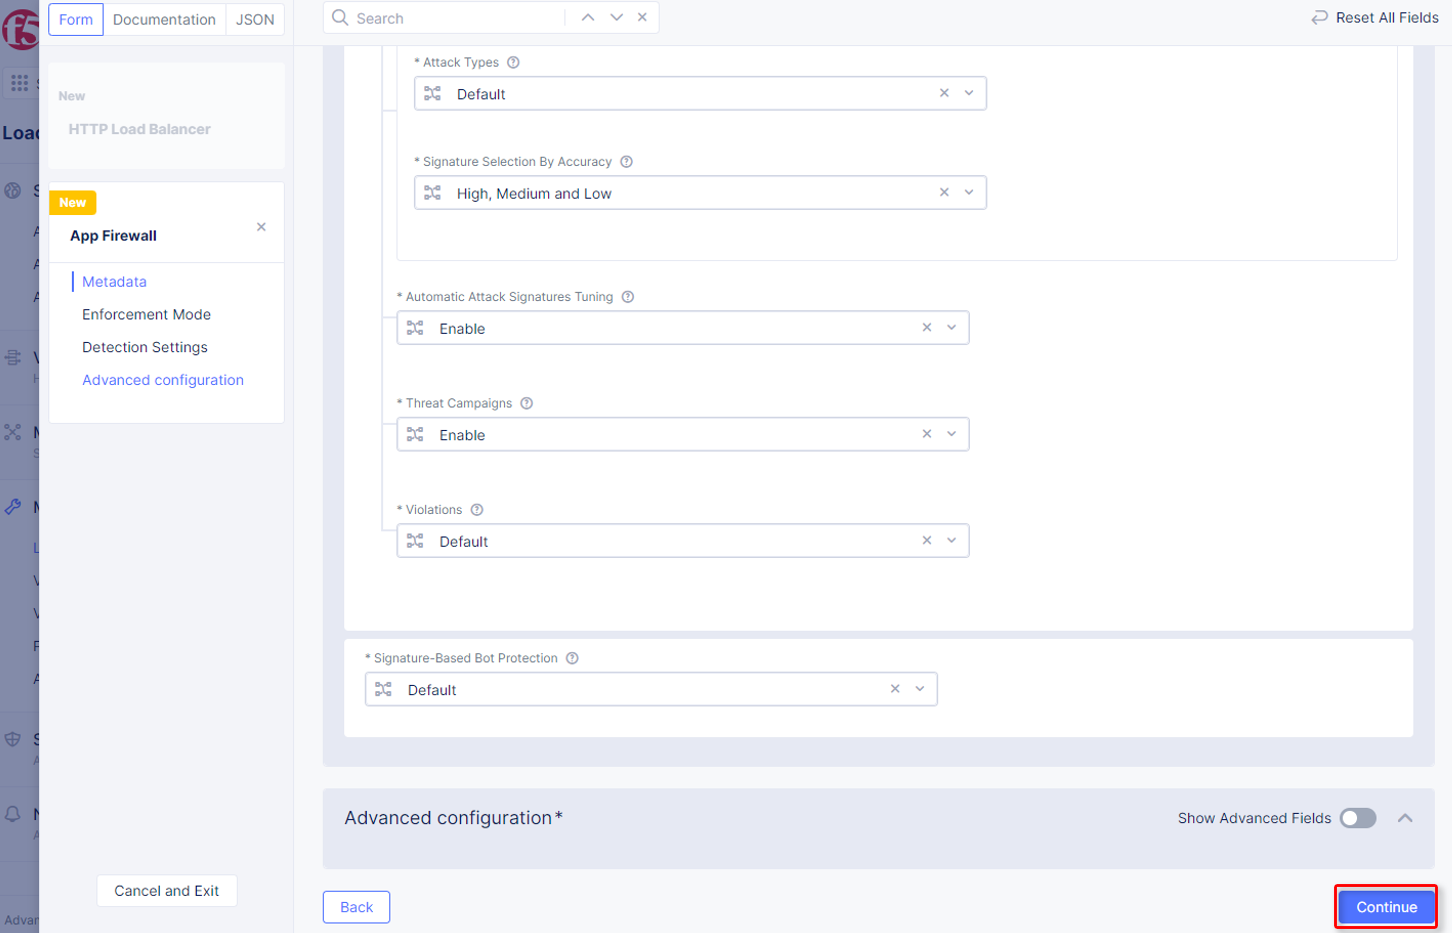 Form Documentation JSON
Search
Reset All Fields
f5
New
HTTP Load Balancer
Load
New
App Firewall
Metadata
Enforcement Mode
Detection Settings
Advanced configuration
* Attack Types
Default
* Signature Selection By Accuracy
High, Medium and Low
* Automatic Attack Signatures Tuning
Enable
* Threat Campaigns
Enable
* Violations
Default
* Signature-Based Bot Protection
Default
Advanced configuration*
Show Advanced Fields
Cancel and Exit
Back
Continue
Advan